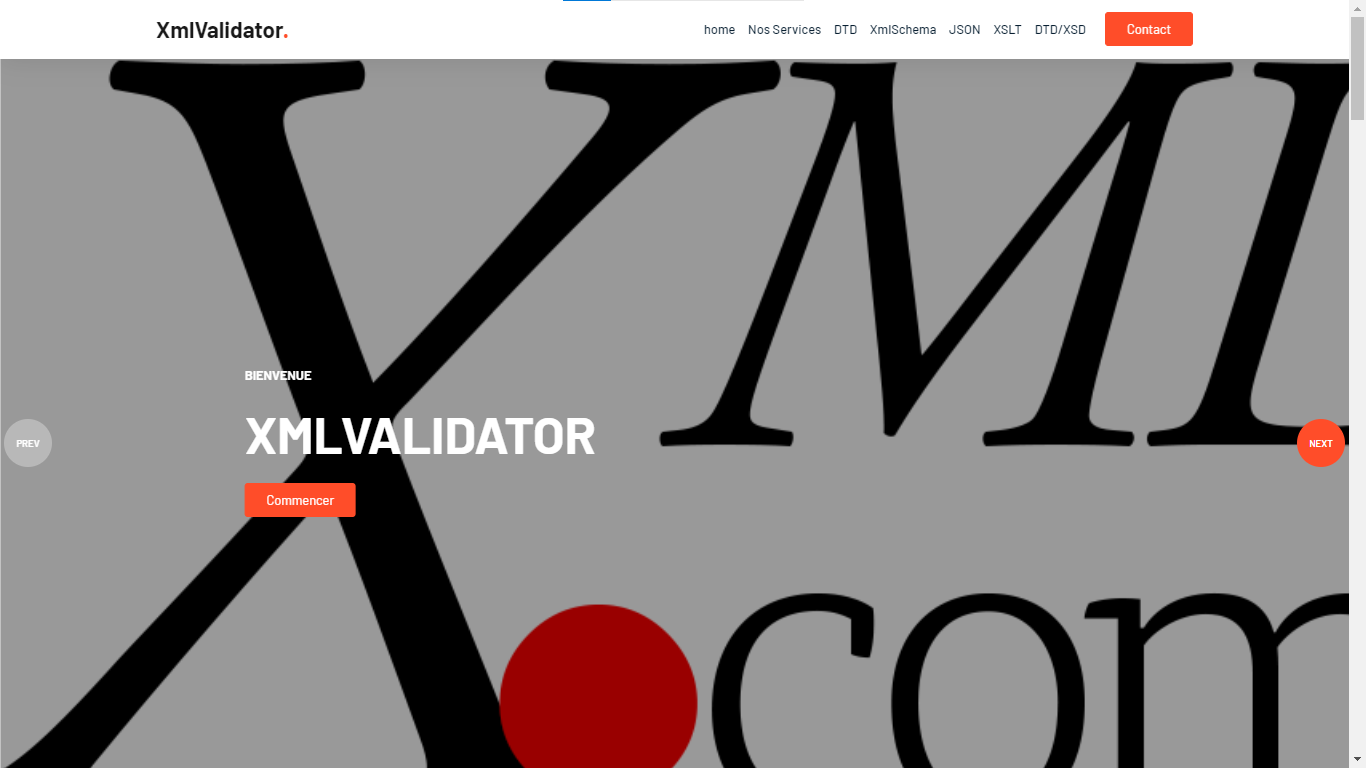 XmlValidator.
home Nos Services DTD XmlSchema JSON XSLT DTD/XSD Contact
XML
BIENVENUE
XMLVALIDATOR
PREV
NEXT
Commencer
.com